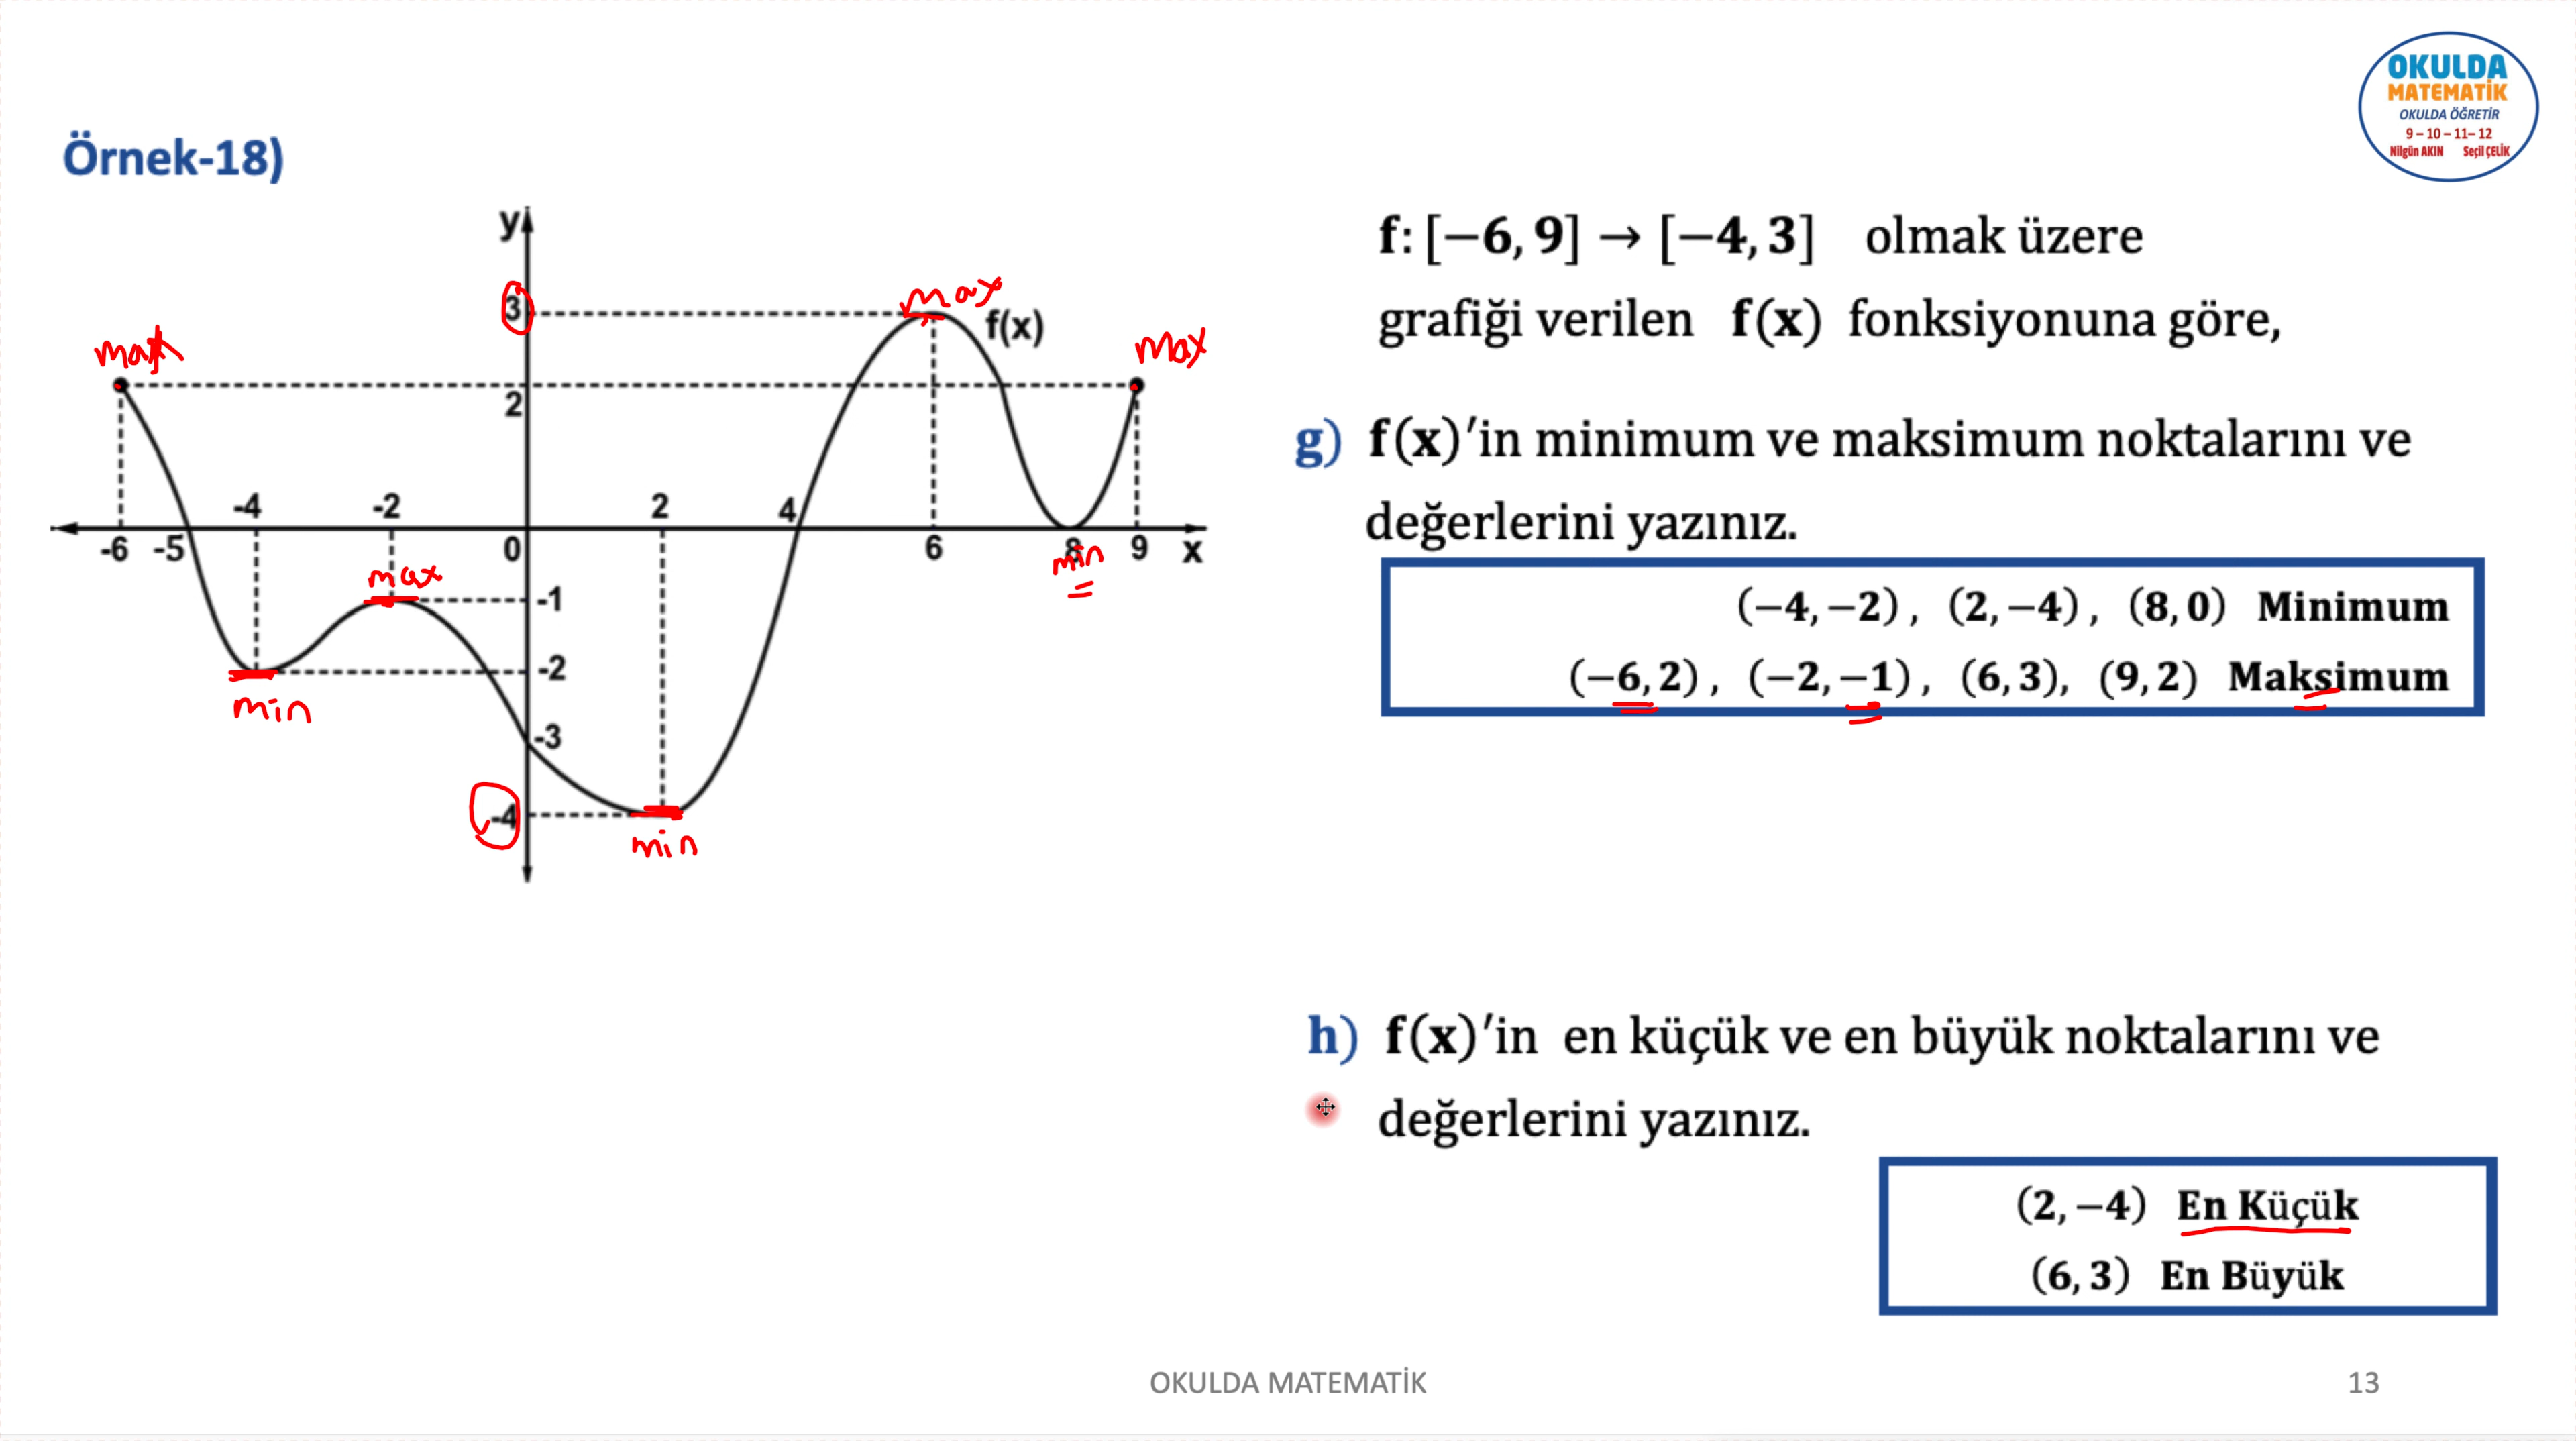 OKULDA
MATEMATİK
OKULDA ÖĞRETİR
9 – 10 – 11– 12
Nilgün AKIN Seçil ÇELİK
Örnek-18)
y
3
max
f(x)
max
max
2
-4
-2
2
4
-6
-5
0
6
8
9
x
min
max
-1
-2
min
-3
-4
min
f: [−6, 9] → [−4, 3] olmak üzere
grafiği verilen f(x) fonksiyonuna göre,
g) f(x)′in minimum ve maksimum noktalarını ve
değerlerini yazınız.
(−4, −2) , (2, −4) , (8, 0) Minimum
(−6, 2) , (−2, −1) , (6, 3), (9, 2) Maksimum
h) f(x)′in en küçük ve en büyük noktalarını ve
değerlerini yazınız.
(2, −4) En Küçük
(6, 3) En Büyük
OKULDA MATEMATİK
13